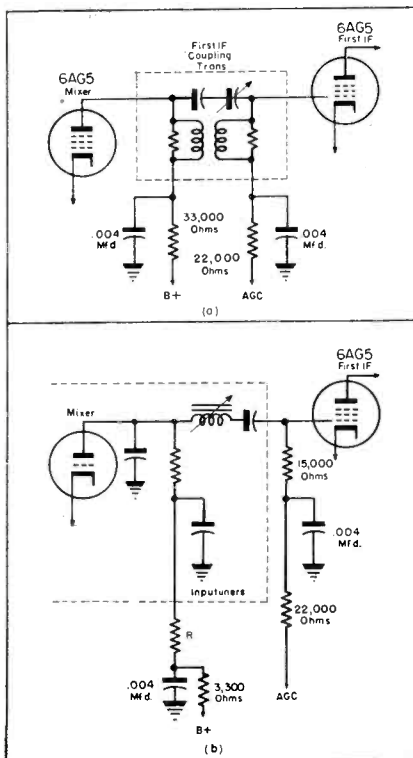 (a)
First IF
Coupling
Trans
6AG5
Mixer
6AG5
First IF
.004
Mfd.
33,000
Ohms
22,000
Ohms
.004
Mfd.
B+
AGC
(b)
Mixer
6AG5
First IF
15,000
Ohms
.004
Mfd.
Inputuners
22,000
Ohms
R
.004
Mfd.
3,300
Ohms
AGC
B+